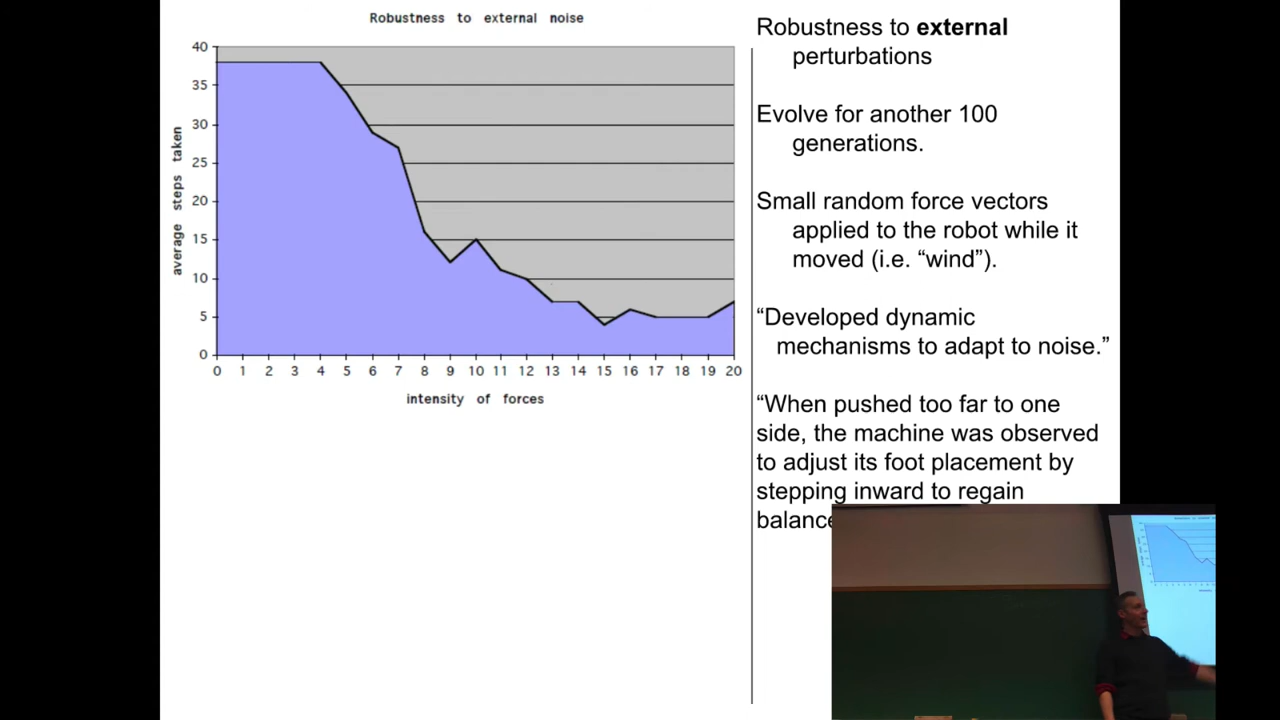 Robustness to external noise
40
35
30
25
20
15
10
5
0
average steps taken
0 1 2 3 4 5 6 7 8 9 10 11 12 13 14 15 16 17 18 19 20
intensity of forces
Robustness to external
perturbations
Evolve for another 100
generations.
Small random force vectors
applied to the robot while it
moved (i.e. “wind”).
“Developed dynamic
mechanisms to adapt to noise.”
“When pushed too far to one
side, the machine was observed
to adjust its foot placement by
stepping inward to regain
balance